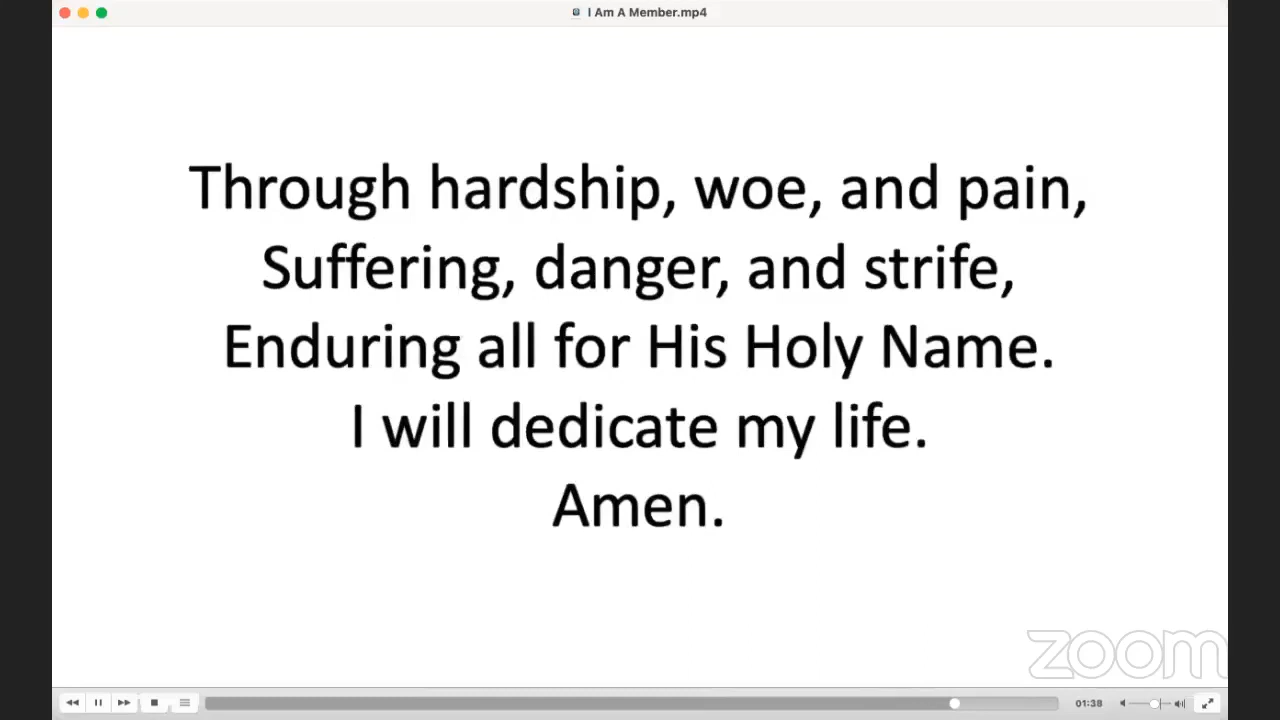 I Am A Member.mp4
Through hardship, woe, and pain,
Suffering, danger, and strife,
Enduring all for His Holy Name.
I will dedicate my life.
Amen.
zoom
01:38